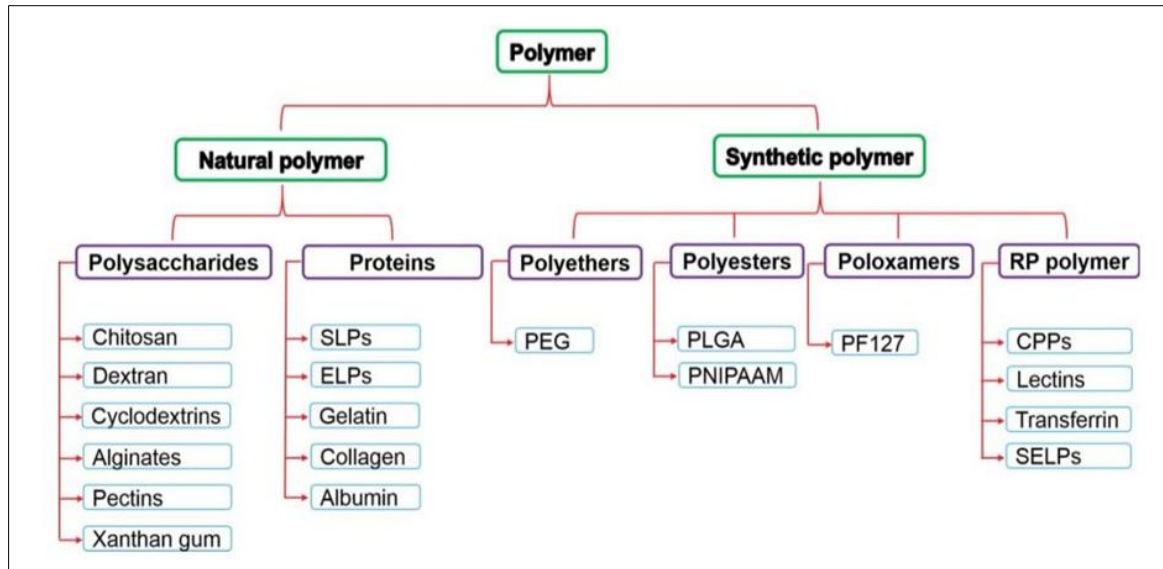 Polymer
Natural polymer
Synthetic polymer
Polysaccharides
Proteins
Polyethers
Polyesters
Poloxamers
RP polymer
Chitosan
Dextran
Cyclodextrins
Alginates
Pectins
Xanthan gum
SLPs
ELPs
Gelatin
Collagen
Albumin
PEG
PLGA
PNIPAAM
PF127
CPPs
Lectins
Transferrin
SELPs